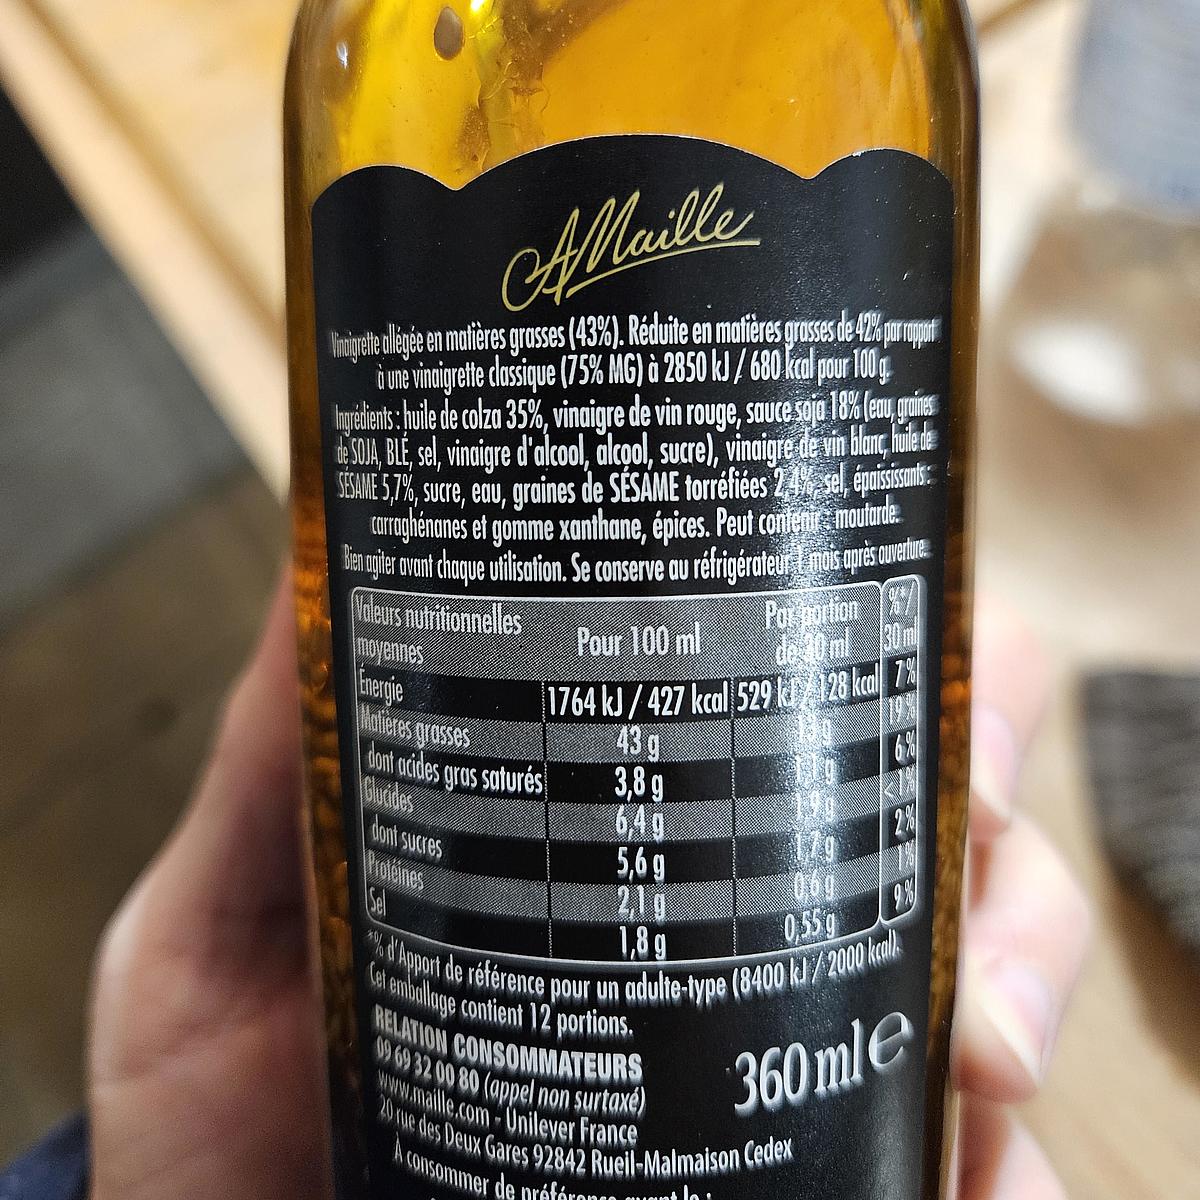 AMaille
Vinaigrette allégée en matières grasses (43%). Réduite en matières grasses de 42% par rapport
à une vinaigrette classique (75% MG) à 2850 kJ / 680 kcal pour 100 g.
Ingrédients : huile de colza 35%, vinaigre de vin rouge, sauce soja 18% (eau, graines
de SOJA, BLÉ, sel, vinaigre d'alcool, alcool, sucre), vinaigre de vin blanc, huile de
SÉSAME 5,7%, sucre, eau, graines de SÉSAME torréfiées 2,4%, sel, épaississants :
carraghénanes et gomme xanthane, épices. Peut contenir : moutarde.
Bien agiter avant chaque utilisation. Se conserve au réfrigérateur 1 mois après ouverture.
Valeurs nutritionnelles moyennes Pour 100 ml Par portion de 30 ml %*/ 30 ml
Énergie 1764 kJ / 427 kcal 529 kJ / 128 kcal 7%
Matières grasses 43 g 19%
dont acides gras saturés 3,8 g 6%
Glucides 6,4 g 1,9 g <1%
dont sucres 5,6 g 1,7 g 2%
Protéines 2,1 g 0,6 g 1%
Sel 1,8 g 0,55 g 9%
*% d'Apport de référence pour un adulte-type (8400 kJ / 2000 kcal).
Cet emballage contient 12 portions.
RELATION CONSOMMATEURS
09 69 32 00 80 (appel non surtaxé)
www.maille.com - Unilever France
20 rue des Deux Gares 92842 Rueil-Malmaison Cedex
360 ml e
À consommer de préférence avant le :